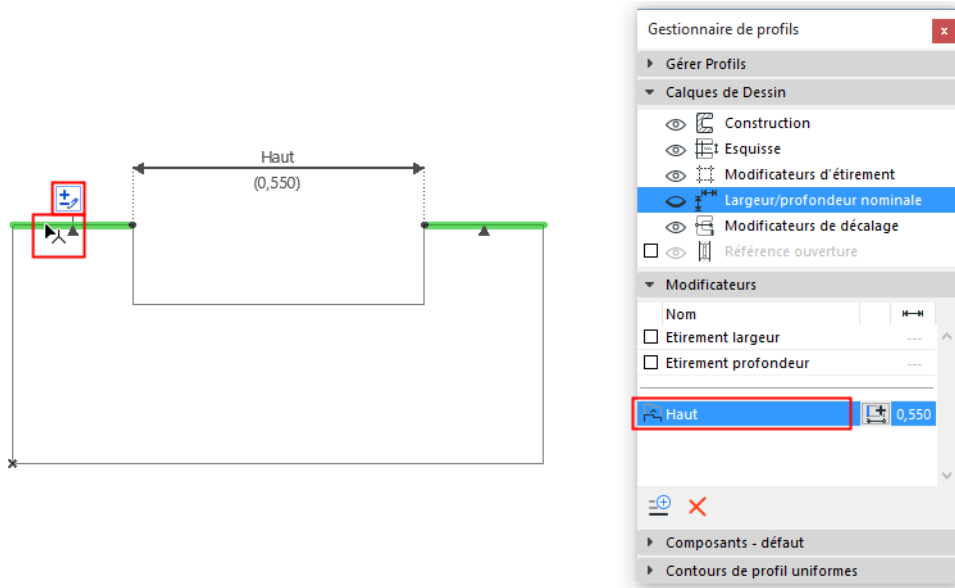 Haut
(0,550)
Gestionnaire de profils
x
Gérer Profils
Calques de Dessin
Construction
Esquisse
Modificateurs d'étirement
Largeur/profondeur nominale
Modificateurs de décalage
Référence ouverture
Modificateurs
Nom
Etirement largeur ---
Etirement profondeur ---
Haut 0,550
Composants - défaut
Contours de profil uniformes